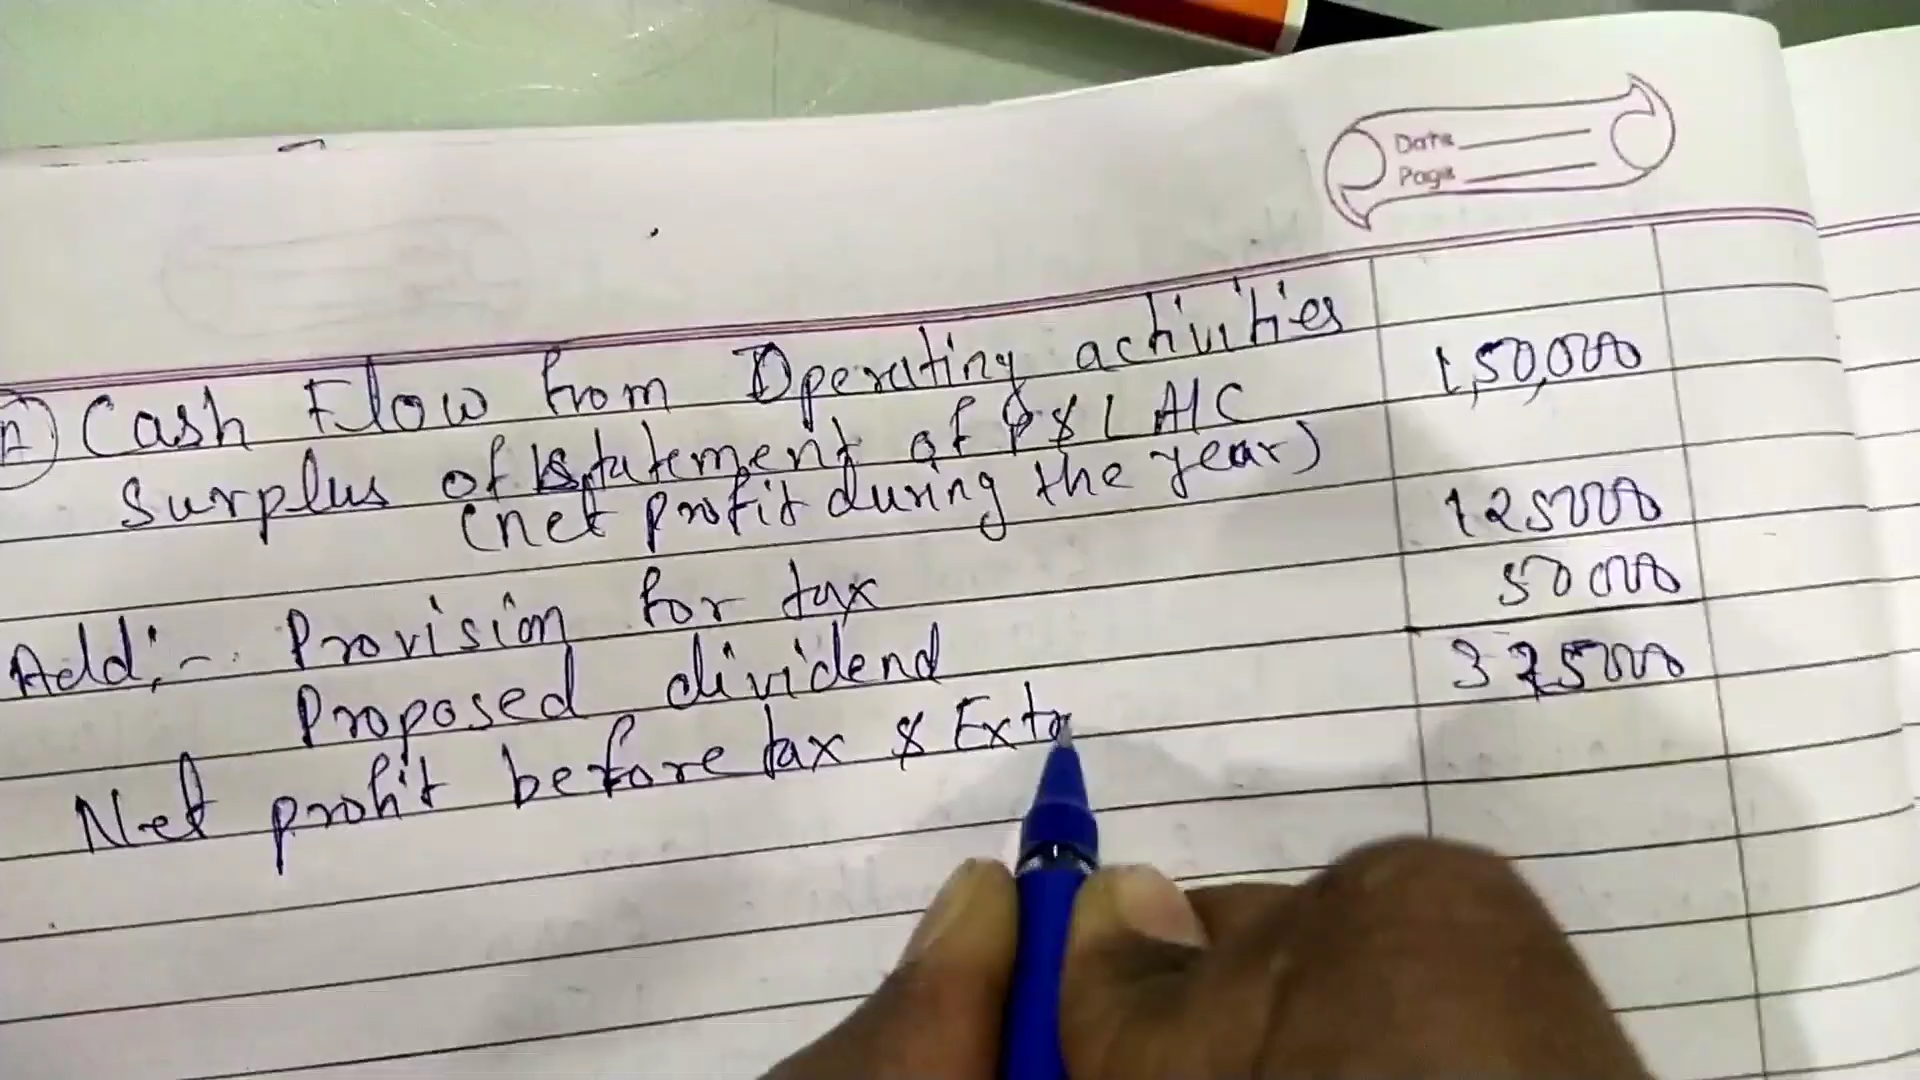 Date
Page
A) Cash Flow from Operating activities
Surplus of statement of P & L A/C 1,50,000
(net profit during the year)
Add:- Provision for tax 125000
Proposed dividend 50000
Net profit before tax & Extr 325000